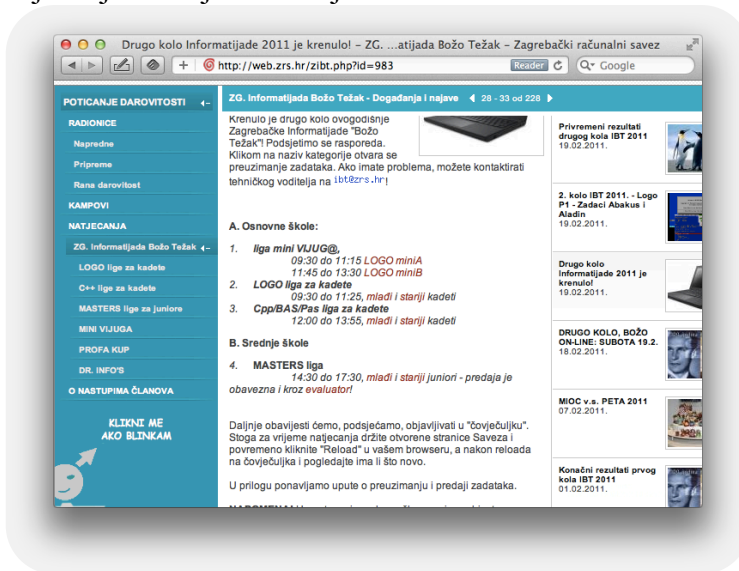 Drugo kolo Informatijade 2011 je krenulo! – ZG. ...atijada Božo Težak – Zagrebački računalni savez
http://web.zrs.hr/zibt.php?id=983
Reader
Google
POTICANJE DAROVITOSTI
RADIONICE
Napredne
Pripreme
Rana darovitost
KAMPOVI
NATJECANJA
ZG. Informatijada Božo Težak
LOGO lige za kadete
C++ lige za kadete
MASTERS lige za juniore
MINI VIJUGA
PROFA KUP
DR. INFO'S
O NASTUPIMA ČLANOVA
KLIKNI ME
AKO BLINKAM
ZG. Informatijada Božo Težak - Događanja i najave 28 - 33 od 228
Krenulo je drugo kolo ovogodišnje
Zagrebačke Informatijade "Božo
Težak"! Podsjetimo se rasporeda.
Klikom na naziv kategorije otvara se
preuzimanje zadataka. Ako imate problema, možete kontaktirati
tehničkog voditelja na ibt@zrs.hr!
A. Osnovne škole:
1. liga mini VIJUG@,
09:30 do 11:15 LOGO miniA
11:45 do 13:30 LOGO miniB
2. LOGO liga za kadete
09:30 do 11:25, mlađi i stariji kadeti
3. Cpp/BAS/Pas liga za kadete
12:00 do 13:55, mlađi i stariji kadeti
B. Srednje škole
4. MASTERS liga
14:30 do 17:30, mlađi i stariji juniori - predaja je
obavezna i kroz evaluator!
Daljnje obavijesti ćemo, podsjećamo, objavljivati u "čovječuljku".
Stoga za vrijeme natjecanja držite otvorene stranice Saveza i
povremeno kliknite "Reload" u vašem browseru, a nakon reloada
na čovječuljka i pogledajte ima li što novo.
U prilogu ponavljamo upute o preuzimanju i predaji zadataka.
Privremeni rezultati
drugog kola IBT 2011
19.02.2011.
2. kolo IBT 2011. - Logo
P1 - Zadaci Abakus i
Aladin
19.02.2011.
Drugo kolo
Informatijade 2011 je
krenulo!
19.02.2011.
DRUGO KOLO, BOŽO
ON-LINE: SUBOTA 19.2.
18.02.2011.
MIOC v.s. PETA 2011
07.02.2011.
Konačni rezultati prvog
kola IBT 2011
01.02.2011.